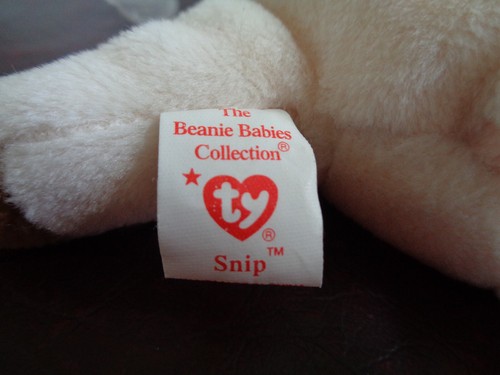 The
Beanie Babies
Collection®
ty®
Snip™